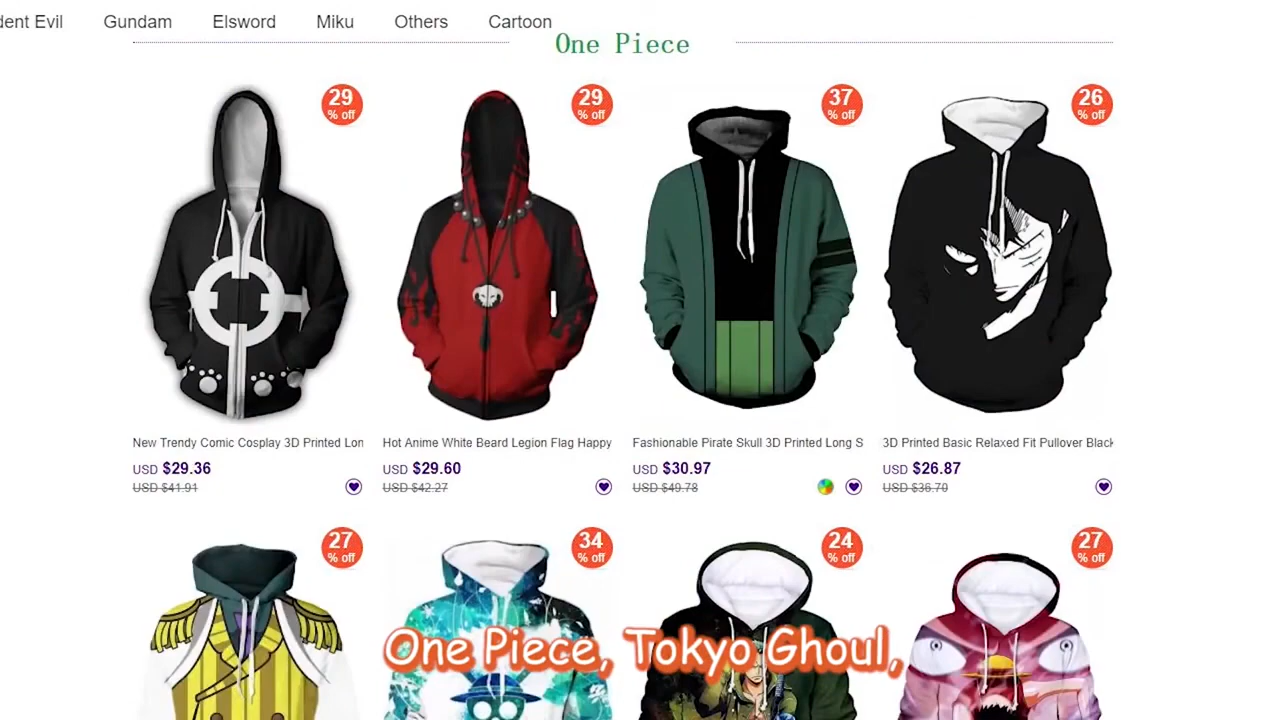 dent Evil Gundam Elsword Miku Others Cartoon
One Piece
29 % off
29 % off
37 % off
26 % off
New Trendy Comic Cosplay 3D Printed Lon
Hot Anime White Beard Legion Flag Happy
Fashionable Pirate Skull 3D Printed Long S
3D Printed Basic Relaxed Fit Pullover Black
USD $29.36
USD $29.60
USD $30.97
USD $26.87
USD $41.91
USD $42.27
USD $49.78
USD $36.70
27 % off
34 % off
24 % off
27 % off
One Piece, Tokyo Ghoul,